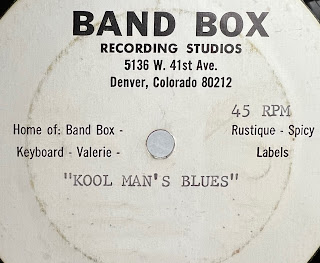 BAND BOX
RECORDING STUDIOS
5136 W. 41st Ave.
Denver, Colorado 80212
45 RPM
Home of: Band Box - Rustique - Spicy
Keyboard - Valerie - Labels
"KOOL MAN'S BLUES"